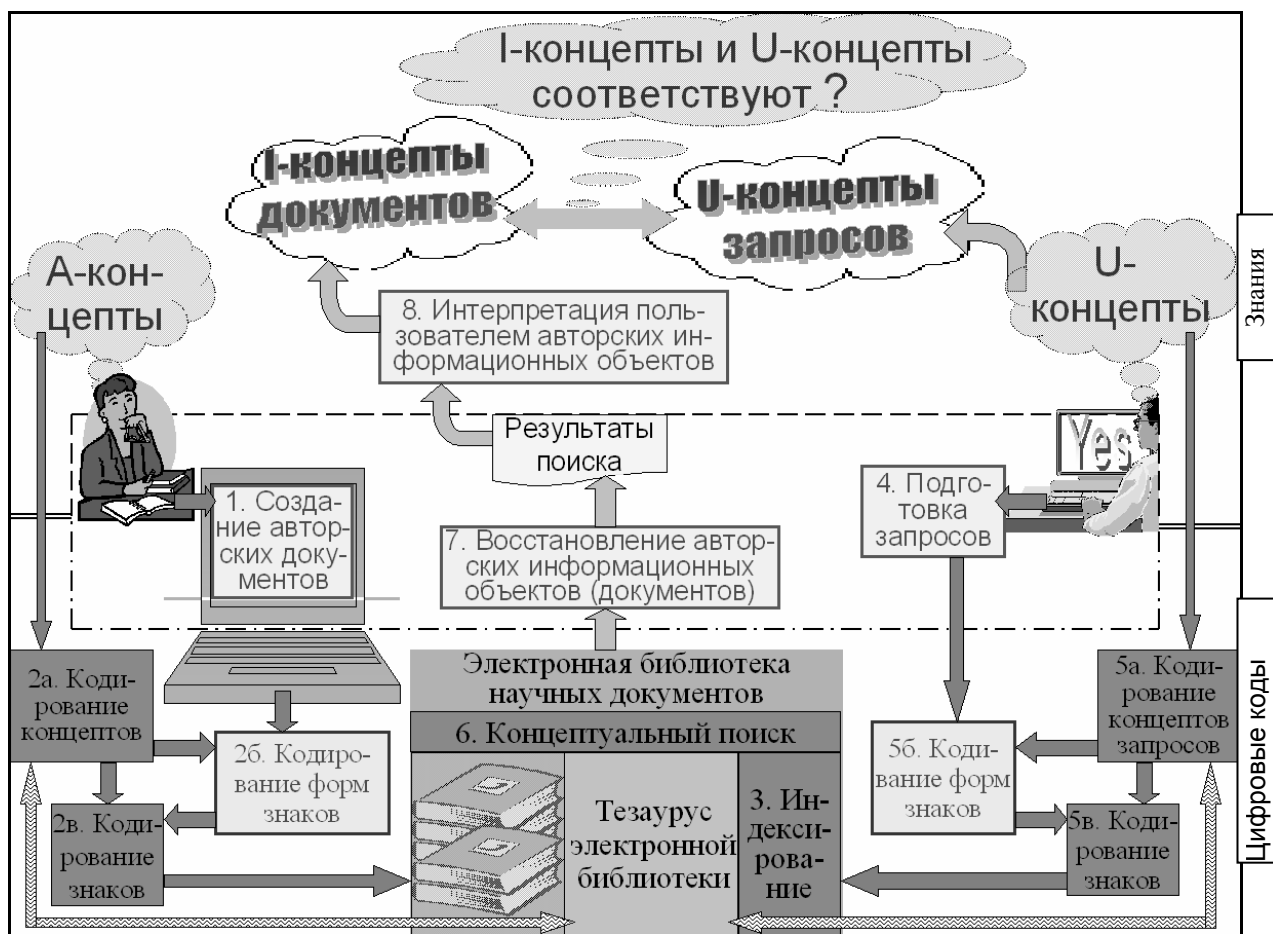 I-концепты и U-концепты
соответствуют ?
I-концепты
документов
U-концепты
запросов
А-кон-
цепты
U-
концепты
Знания
8. Интерпретация поль-
зователем авторских ин-
формационных объектов
Результаты
поиска
Yes
1. Созда-
ние автор-
ских доку-
ментов
4. Подго-
товка
запросов
7. Восстановление автор-
ских информационных
объектов (документов)
Электронная библиотека
научных документов
2а. Коди-
рование
концептов
5а. Коди-
рование
концептов
запросов
6. Концептуальный поиск
2б. Кодиро-
вание форм
знаков
5б. Коди-
вание форм
знаков
2в. Коди-
рование
знаков
Тезаурус
электронной
библиотеки
3. Ин-
декси-
рова-
ние
5в. Коди-
рование
знаков
Цифровые коды